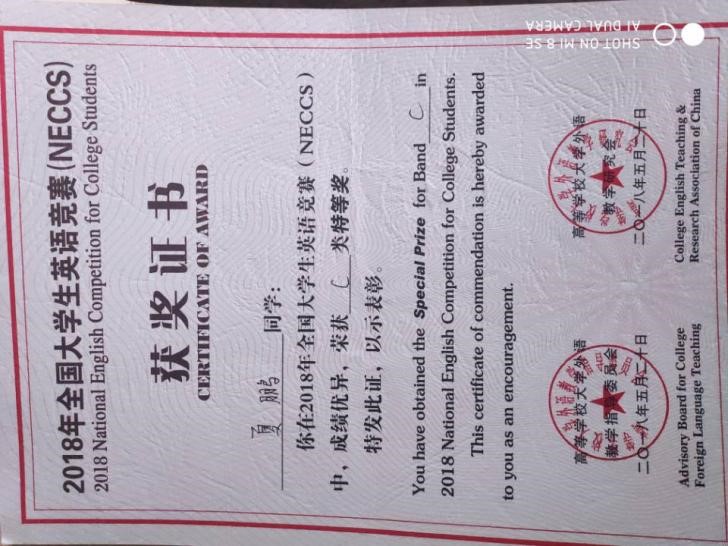 2018年全国大学生英语竞赛(NECCS)
2018 National English Competition for College Students
获奖证书
CERTIFICATE OF AWARD
夏鹏 同学：
你在2018年全国大学生英语竞赛（NECCS）
中，成绩优异，荣获 C 类特等奖。
特发此证，以示表彰。
You have obtained the Special Prize for Band C in
2018 National English Competition for College Students.
This certificate of commendation is hereby awarded
to you as an encouragement.
高等学校大学外语
教学指导委员会
二〇一八年五月二十日
Advisory Board for College
Foreign Language Teaching
高等学校大学外语
教学研究会
二〇一八年五月二十日
College English Teaching &
Research Association of China
SHOT ON MI 8 SE
AI DUAL CAMERA